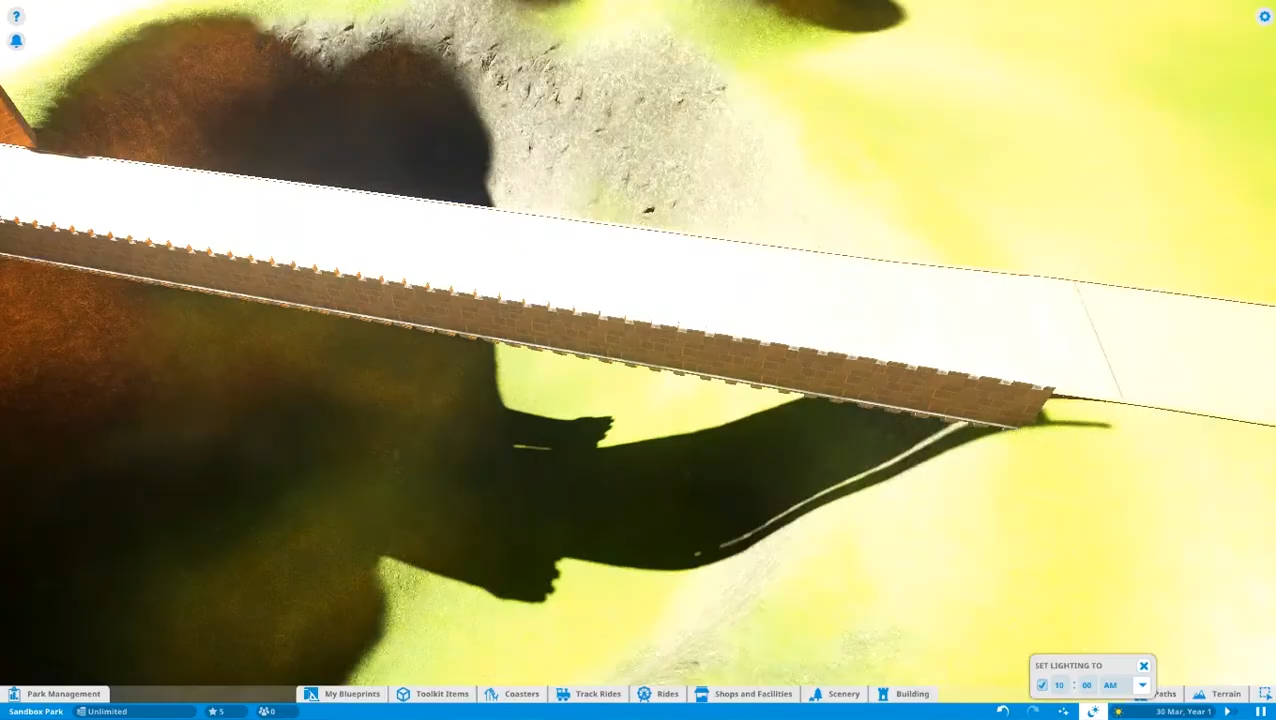 ?
SET LIGHTING TO
10 : 00 AM
Park Management
My Blueprints
Toolkit Items
Coasters
Track Rides
Rides
Shops and Facilities
Scenery
Building
Paths
Terrain
Sandbox Park
Unlimited
5
0
30 Mar, Year 1